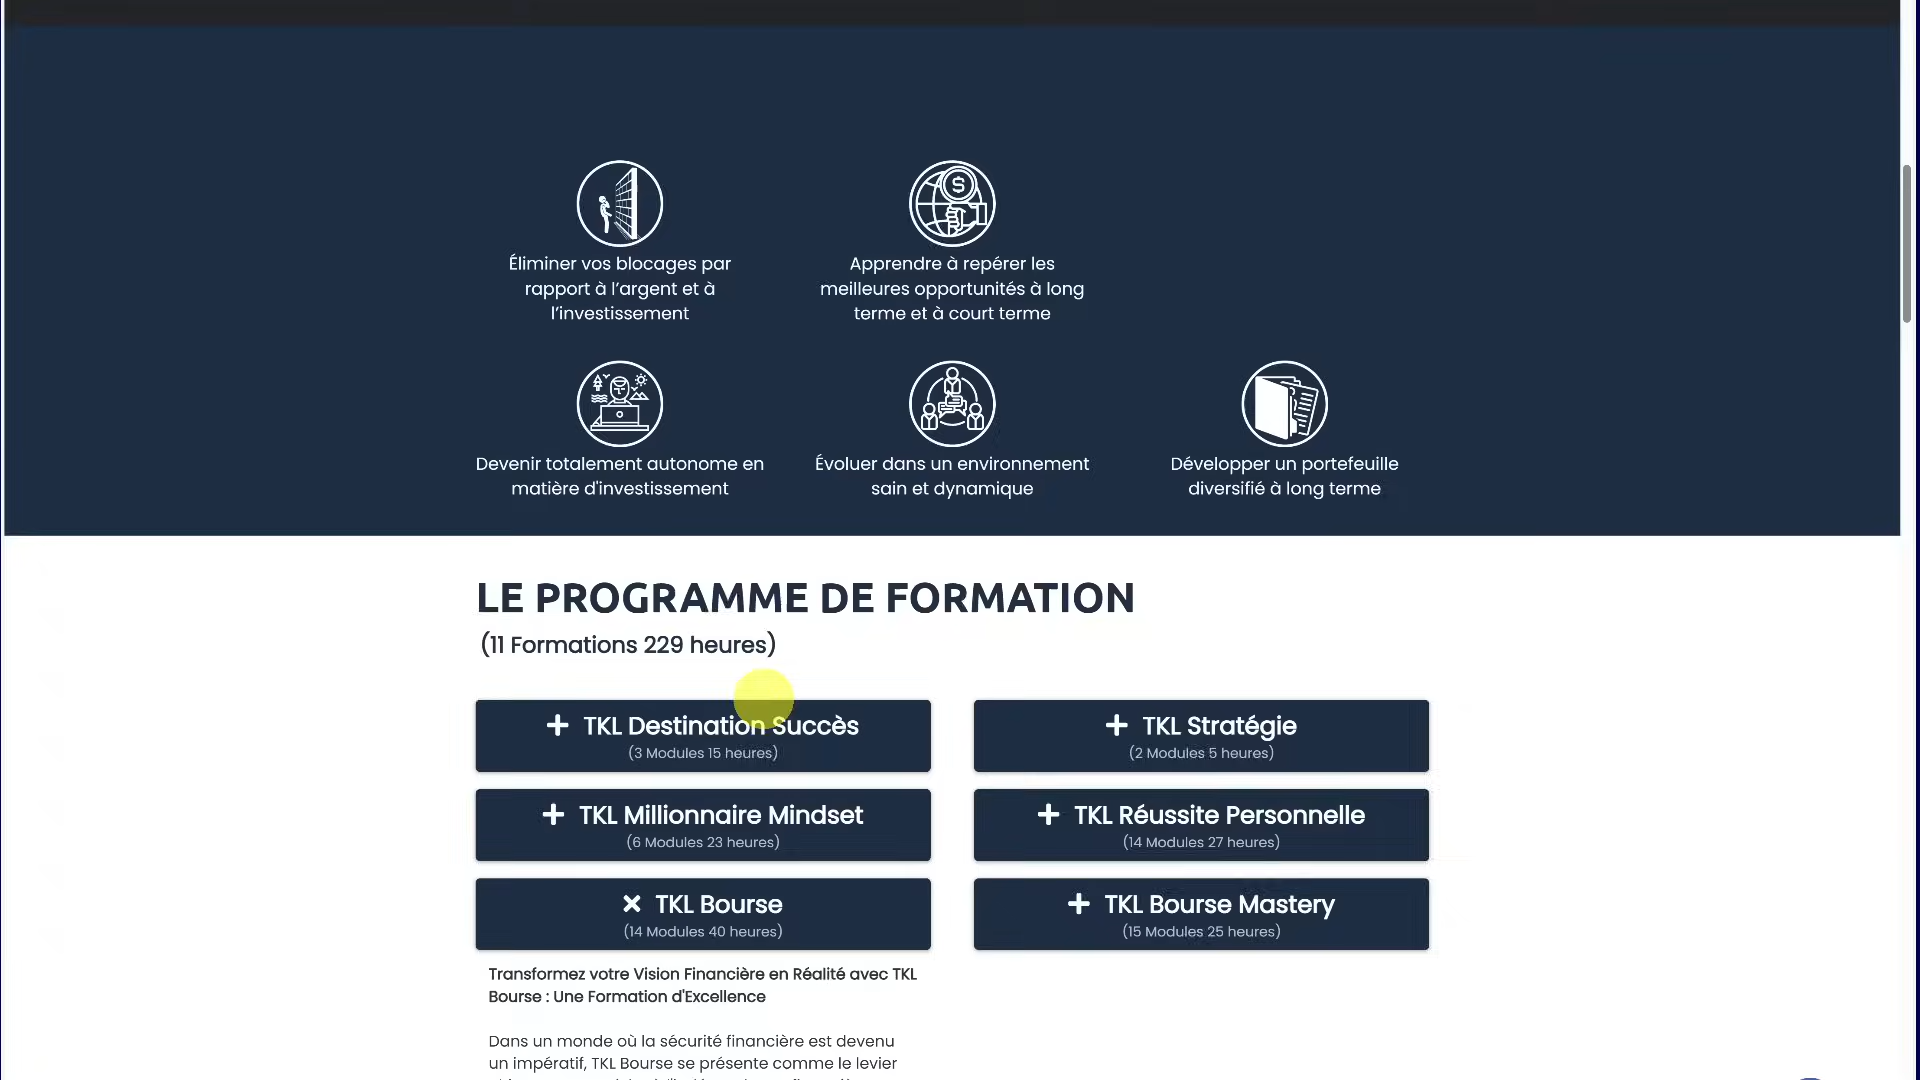 Éliminer vos blocages par
rapport à l’argent et à
l’investissement
Apprendre à repérer les
meilleures opportunités à long
terme et à court terme
Devenir totalement autonome en
matière d'investissement
Évoluer dans un environnement
sain et dynamique
Développer un portefeuille
diversifié à long terme
LE PROGRAMME DE FORMATION
(11 Formations 229 heures)
TKL Destination Succès
(3 Modules 15 heures)
TKL Stratégie
(2 Modules 5 heures)
TKL Millionnaire Mindset
(6 Modules 23 heures)
TKL Réussite Personnelle
(14 Modules 27 heures)
TKL Bourse
(14 Modules 40 heures)
TKL Bourse Mastery
(15 Modules 25 heures)
Transformez votre Vision Financière en Réalité avec TKL
Bourse : Une Formation d'Excellence
Dans un monde où la sécurité financière est devenu
un impératif, TKL Bourse se présente comme le levier